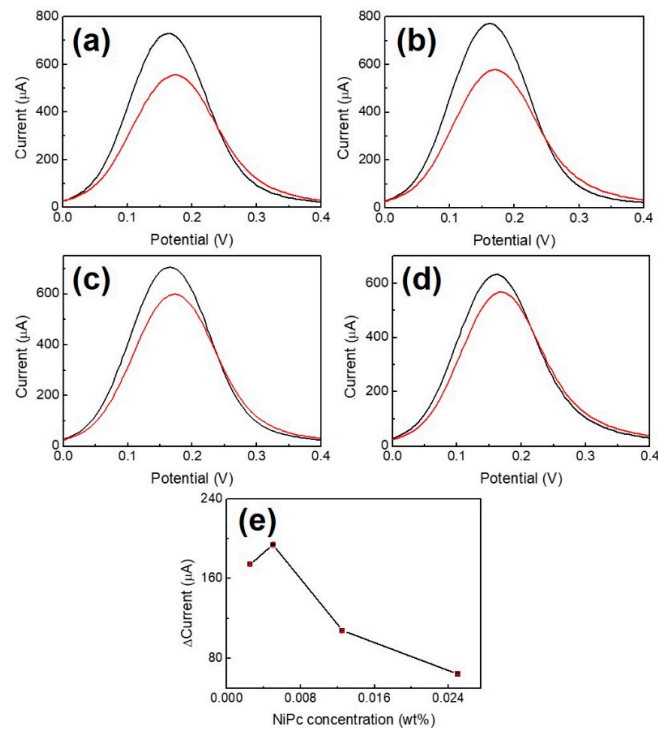 (a)
800
600
400
200
0
Current (μA)
0.0 0.1 0.2 0.3 0.4
Potential (V)
(b)
800
600
400
200
0
Current (μA)
0.0 0.1 0.2 0.3 0.4
Potential (V)
(c)
600
400
200
0
Current (μA)
0.0 0.1 0.2 0.3 0.4
Potential (V)
(d)
600
400
200
0
Current (μA)
0.0 0.1 0.2 0.3 0.4
Potential (V)
(e)
240
160
80
ΔCurrent (μA)
0.000 0.008 0.016 0.024
NiPc concentration (wt%)